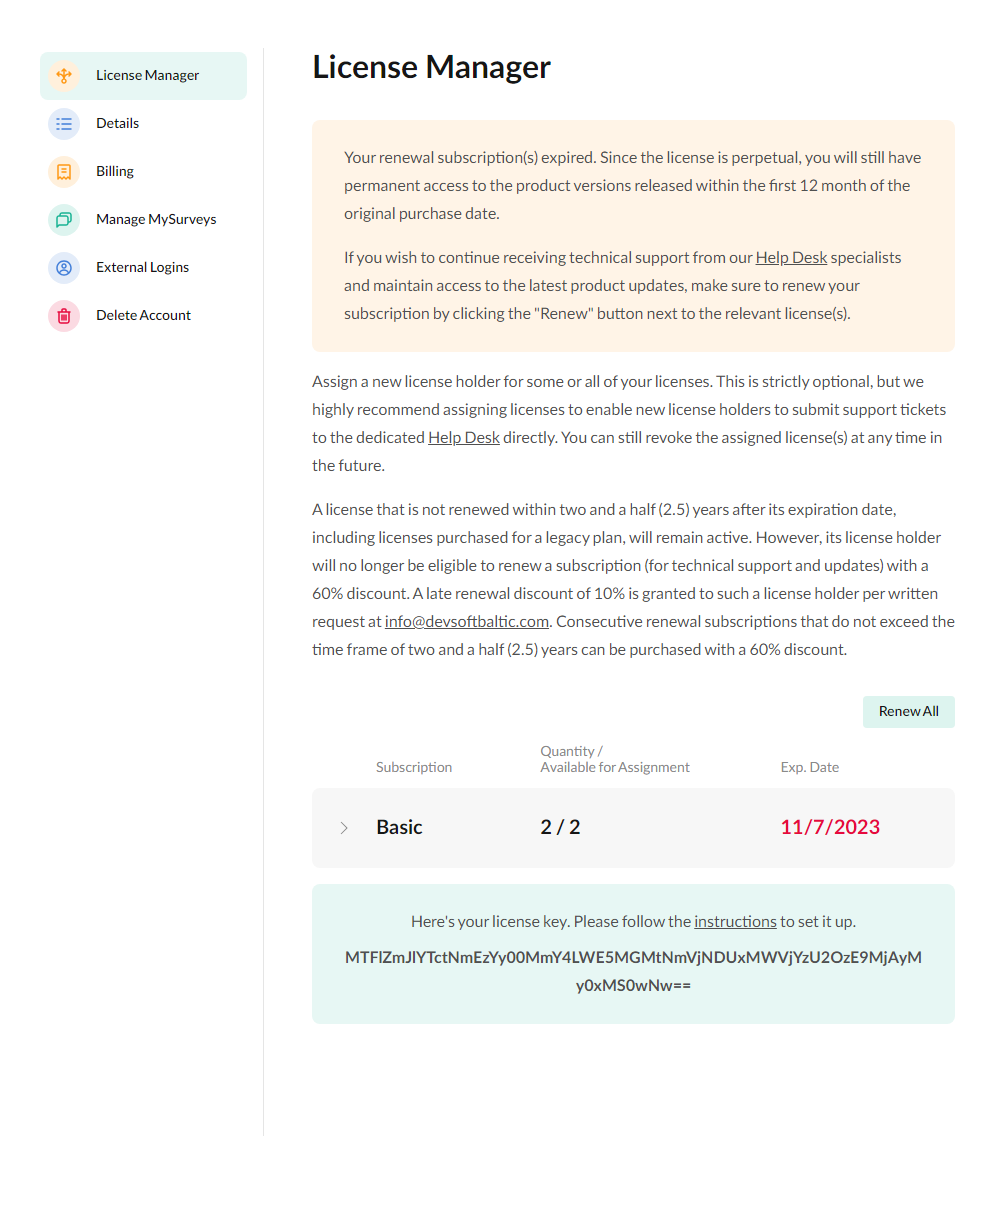 License Manager
Details
Billing
Manage MySurveys
External Logins
Delete Account
License Manager
Your renewal subscription(s) expired. Since the license is perpetual, you will still have
permanent access to the product versions released within the first 12 month of the
original purchase date.
If you wish to continue receiving technical support from our Help Desk specialists
and maintain access to the latest product updates, make sure to renew your
subscription by clicking the "Renew" button next to the relevant license(s).
Assign a new license holder for some or all of your licenses. This is strictly optional, but we
highly recommend assigning licenses to enable new license holders to submit support tickets
to the dedicated Help Desk directly. You can still revoke the assigned license(s) at any time in
the future.
A license that is not renewed within two and a half (2.5) years after its expiration date,
including licenses purchased for a legacy plan, will remain active. However, its license holder
will no longer be eligible to renew a subscription (for technical support and updates) with a
60% discount. A late renewal discount of 10% is granted to such a license holder per written
request at info@devsoftbaltic.com. Consecutive renewal subscriptions that do not exceed the
time frame of two and a half (2.5) years can be purchased with a 60% discount.
Renew All
Subscription
Quantity /
Available for Assignment
Exp. Date
Basic
2 / 2
11/7/2023
Here's your license key. Please follow the instructions to set it up.
MTFlZmJlYTctNmEzYy00MmY4LWE5MGMtNmVjNDUxMWVjYzU2OzE9MjAyM
y0xMS0wNw==